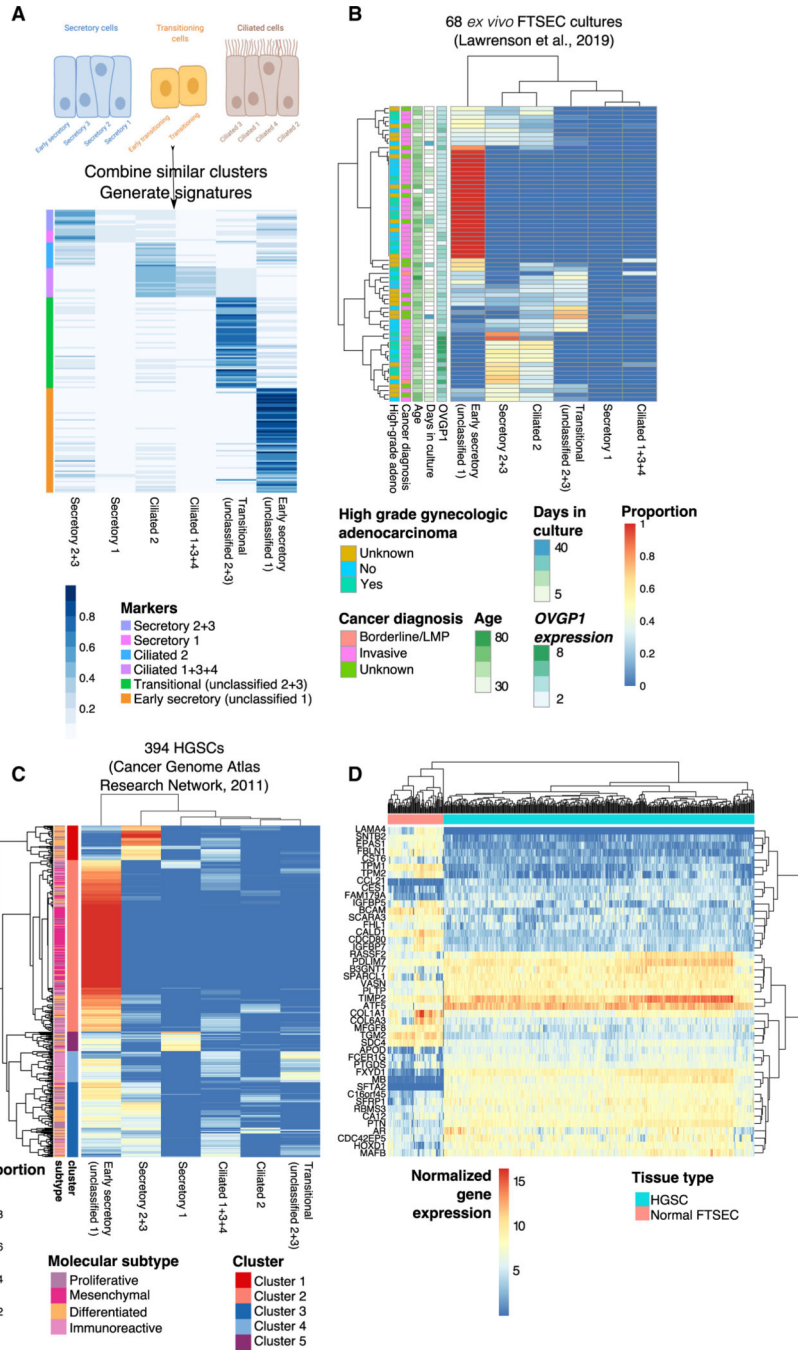 A
Secretory cells
Transitioning
cells
Ciliated cells
Early secretory
Secretory 3
Secretory 2
Secretory 1
Early transitioning
Transitioning
Ciliated 3
Ciliated 1
Ciliated 4
Ciliated 2
Combine similar clusters
Generate signatures
Secretory 2+3
Secretory 1
Ciliated 2
Ciliated 1+3+4
Transitional
(unclassified 2+3)
Early secretory
(unclassified 1)
0.8
0.6
0.4
0.2
Markers
Secretory 2+3
Secretory 1
Ciliated 2
Ciliated 1+3+4
Transitional (unclassified 2+3)
Early secretory (unclassified 1)
B
68 ex vivo FTSEC cultures
(Lawrenson et al., 2019)
High-grade adeno
Cancer diagnosis
Age
Days in culture
OVGP1
Early secretory
(unclassified 1)
Secretory 2+3
Ciliated 2
Transitional
(unclassified 2+3)
Secretory 1
Ciliated 1+3+4
High grade gynecologic
adenocarcinoma
Unknown
No
Yes
Days in
culture
40
5
Proportion
1
0.8
0.6
0.4
0.2
0
Cancer diagnosis
Borderline/LMP
Invasive
Unknown
Age
80
30
OVGP1
expression
8
2
C
394 HGSCs
(Cancer Genome Atlas
Research Network, 2011)
portion
8
6
4
2
subtype
cluster
Early secretory
(unclassified 1)
Secretory 2+3
Secretory 1
Ciliated 1+3+4
Ciliated 2
Transitional
(unclassified 2+3)
Molecular subtype
Proliferative
Mesenchymal
Differentiated
Immunoreactive
Cluster
Cluster 1
Cluster 2
Cluster 3
Cluster 4
Cluster 5
D
LAMA4
SNTB2
EPAS1
FBLN1
CST6
TPM1
TPM2
CCL21
CES1
FAM179A
IGFBP5
BCAM
SCARA3
FHL1
CALD1
CDCD80
IGFBP7
RASSF2
PDLIM7
B3GNT7
SPARCL1
VASN
PLTP
TIMP2
ATF5
COL1A1
COL6A3
MFGF8
TGM2
SDC4
APOD
FCER1G
PTGDS
FXYD1
MB
SFTA2
C16orf45
SFRP1
RBMS3
CA12
PTN
AR
CDC42EP5
HOXD1
MAFB
Normalized
gene
expression
15
10
5
Tissue type
HGSC
Normal FTSEC